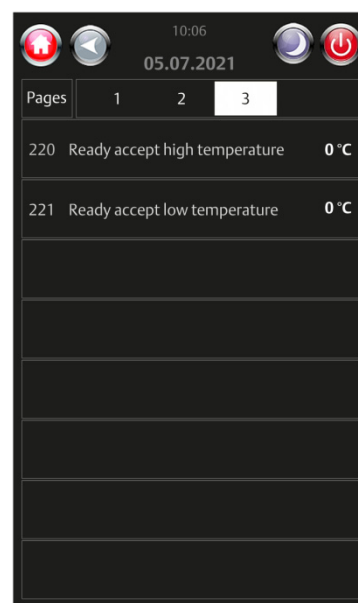 10:06
05.07.2021
Pages 1 2 3
220 Ready accept high temperature 0 °C
221 Ready accept low temperature 0 °C